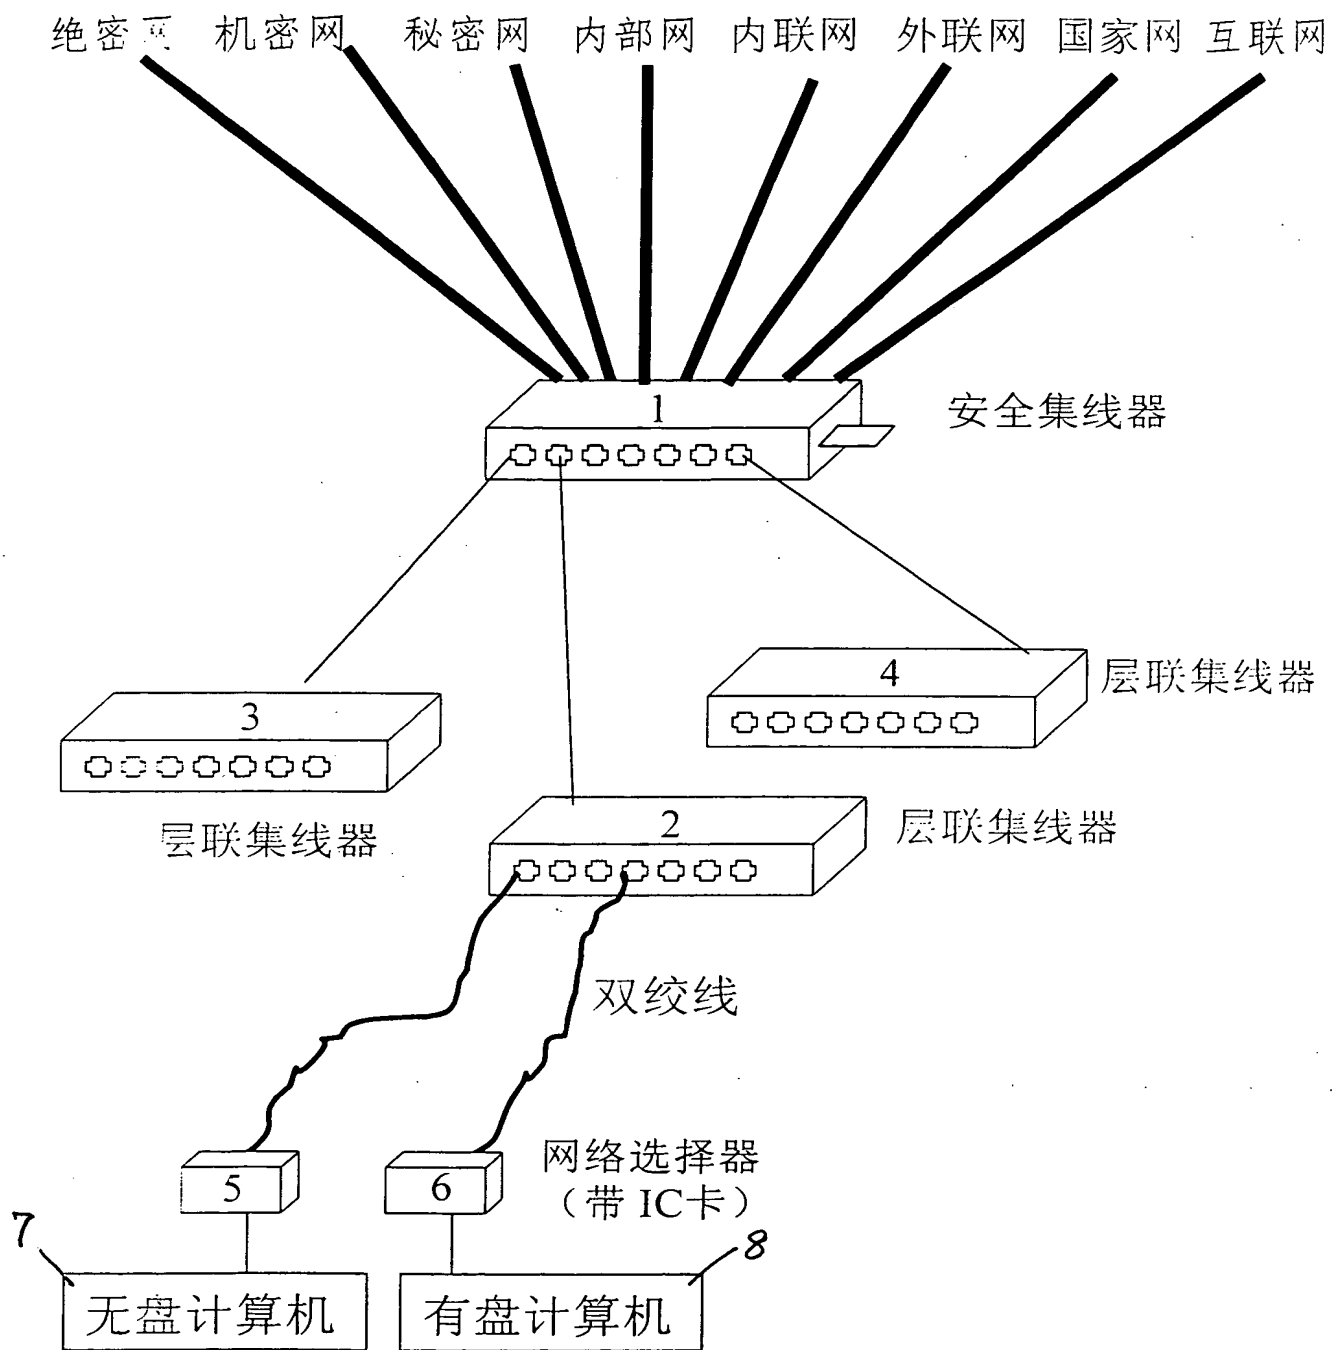 绝密网 机密网 秘密网 内部网 内联网 外联网 国家网 互联网
1
安全集线器
4
层联集线器
3
层联集线器
2
层联集线器
双绞线
5
6
网络选择器
（带 IC卡）
7
8
无盘计算机
有盘计算机